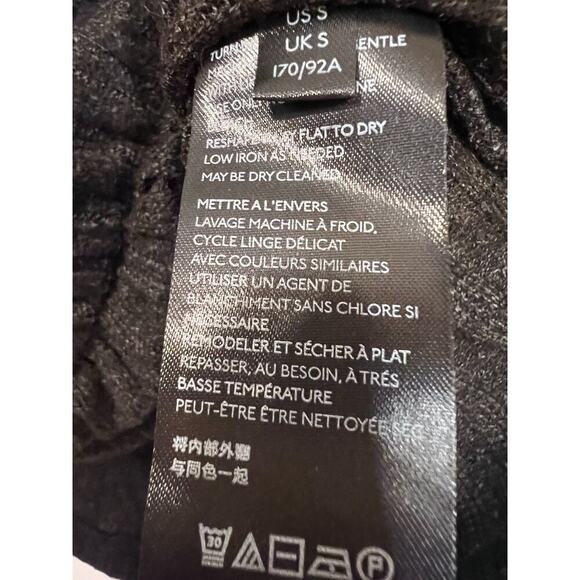 US S
UK S
170/92A
TURN GENTLE
RESHAPE FLAT TO DRY
LOW IRON AS NEEDED
MAY BE DRY CLEANED
METTRE A L'ENVERS
LAVAGE MACHINE À FROID,
CYCLE LINGE DÉLICAT
AVEC COULEURS SIMILAIRES
UTILISER UN AGENT DE
BLANCHIMENT SANS CHLORE SI
NÉCESSAIRE
REMODELER ET SÉCHER À PLAT
REPASSER, AU BESOIN, À TRÉS
BASSE TEMPÉRATURE
PEUT-ÊTRE ÊTRE NETTOYÉE SEC
将内部外翻
与同色一起
30
P